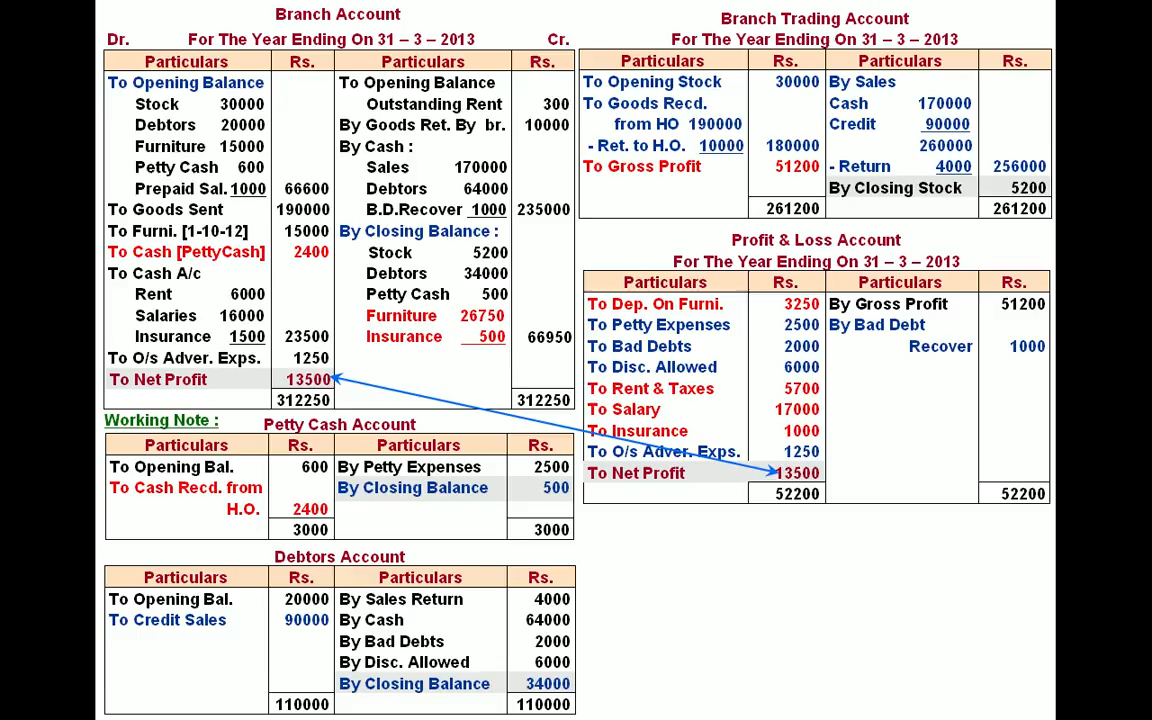 Branch Account
Dr. For The Year Ending On 31 – 3 – 2013 Cr.
Particulars Rs. Particulars Rs.
To Opening Balance To Opening Balance
Stock 30000 Outstanding Rent 300
Debtors 20000 By Goods Ret. By br. 10000
Furniture 15000 By Cash :
Petty Cash 600 Sales 170000
Prepaid Sal. 1000 66600 Debtors 64000
To Goods Sent 190000 B.D.Recover 1000 235000
To Furni. [1-10-12] 15000 By Closing Balance :
To Cash [PettyCash] 2400 Stock 5200
To Cash A/c Debtors 34000
Rent 6000 Petty Cash 500
Salaries 16000 Furniture 26750
Insurance 1500 23500 Insurance 500 66950
To O/s Adver. Exps. 1250
To Net Profit 13500
312250 312250
Working Note :
Petty Cash Account
Particulars Rs. Particulars Rs.
To Opening Bal. 600 By Petty Expenses 2500
To Cash Recd. from By Closing Balance 500
H.O. 2400
3000 3000
Debtors Account
Particulars Rs. Particulars Rs.
To Opening Bal. 20000 By Sales Return 4000
To Credit Sales 90000 By Cash 64000
By Bad Debts 2000
By Disc. Allowed 6000
By Closing Balance 34000
110000 110000
Branch Trading Account
For The Year Ending On 31 – 3 – 2013
Particulars Rs. Particulars Rs.
To Opening Stock 30000 By Sales
To Goods Recd. Cash 170000
from HO 190000 Credit 90000
- Ret. to H.O. 10000 180000 260000
To Gross Profit 51200 - Return 4000 256000
By Closing Stock 5200
261200 261200
Profit & Loss Account
For The Year Ending On 31 – 3 – 2013
Particulars Rs. Particulars Rs.
To Dep. On Furni. 3250 By Gross Profit 51200
To Petty Expenses 2500 By Bad Debt
To Bad Debts 2000 Recover 1000
To Disc. Allowed 6000
To Rent & Taxes 5700
To Salary 17000
To Insurance 1000
To O/s Adver. Exps. 1250
To Net Profit 13500
52200 52200